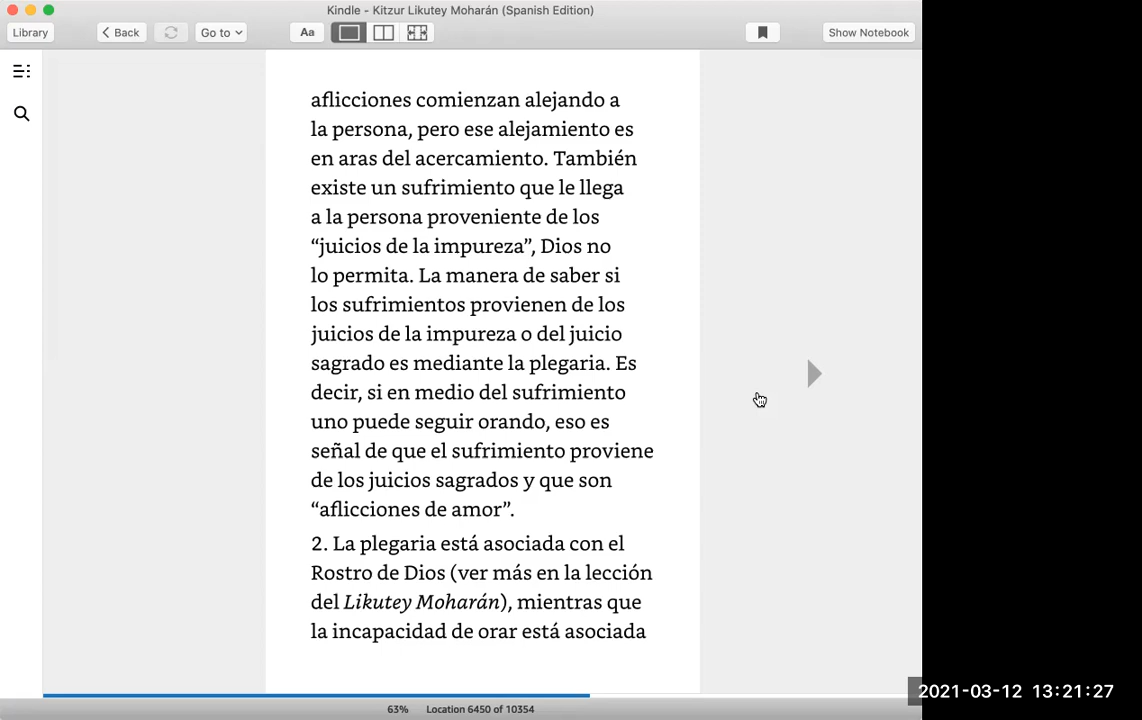 Kindle - Kitzur Likutey Moharán (Spanish Edition)
Library
Back
Go to
Aa
Show Notebook
aflicciones comienzan alejando a
la persona, pero ese alejamiento es
en aras del acercamiento. También
existe un sufrimiento que le llega
a la persona proveniente de los
“juicios de la impureza”, Dios no
lo permita. La manera de saber si
los sufrimientos provienen de los
juicios de la impureza o del juicio
sagrado es mediante la plegaria. Es
decir, si en medio del sufrimiento
uno puede seguir orando, eso es
señal de que el sufrimiento proviene
de los juicios sagrados y que son
“aflicciones de amor”.
2. La plegaria está asociada con el
Rostro de Dios (ver más en la lección
del Likutey Moharán), mientras que
la incapacidad de orar está asociada
2021-03-12 13:21:27
63% Location 6450 of 10354